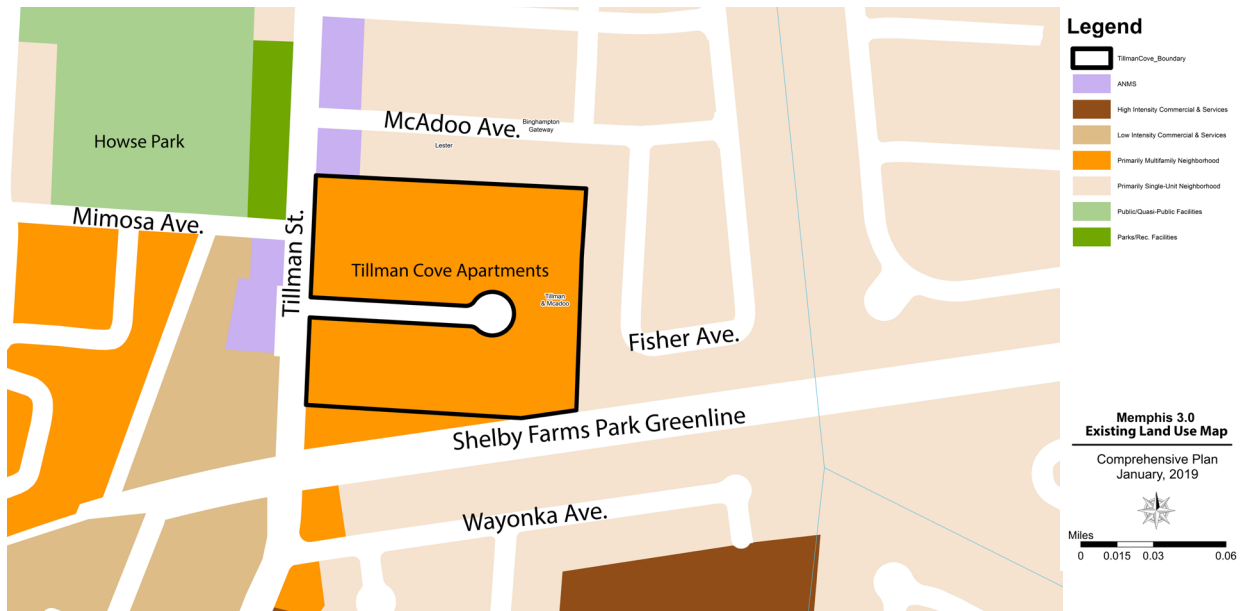 Howse Park
McAdoo Ave.
Binghampton
Gateway
Lester
Mimosa Ave.
Tillman St.
Tillman Cove Apartments
Tillman
& Mcadoo
Fisher Ave.
Shelby Farms Park Greenline
Wayonka Ave.
Legend
TillmanCove_Boundary
ANMS
High Intensity Commercial & Services
Low Intensity Commercial & Services
Primarily Multifamily Neighborhood
Primarily Single-Unit Neighborhood
Public/Quasi-Public Facilities
Parks/Rec. Facilities
Memphis 3.0
Existing Land Use Map
Comprehensive Plan
January, 2019
Miles
0 0.015 0.03 0.06